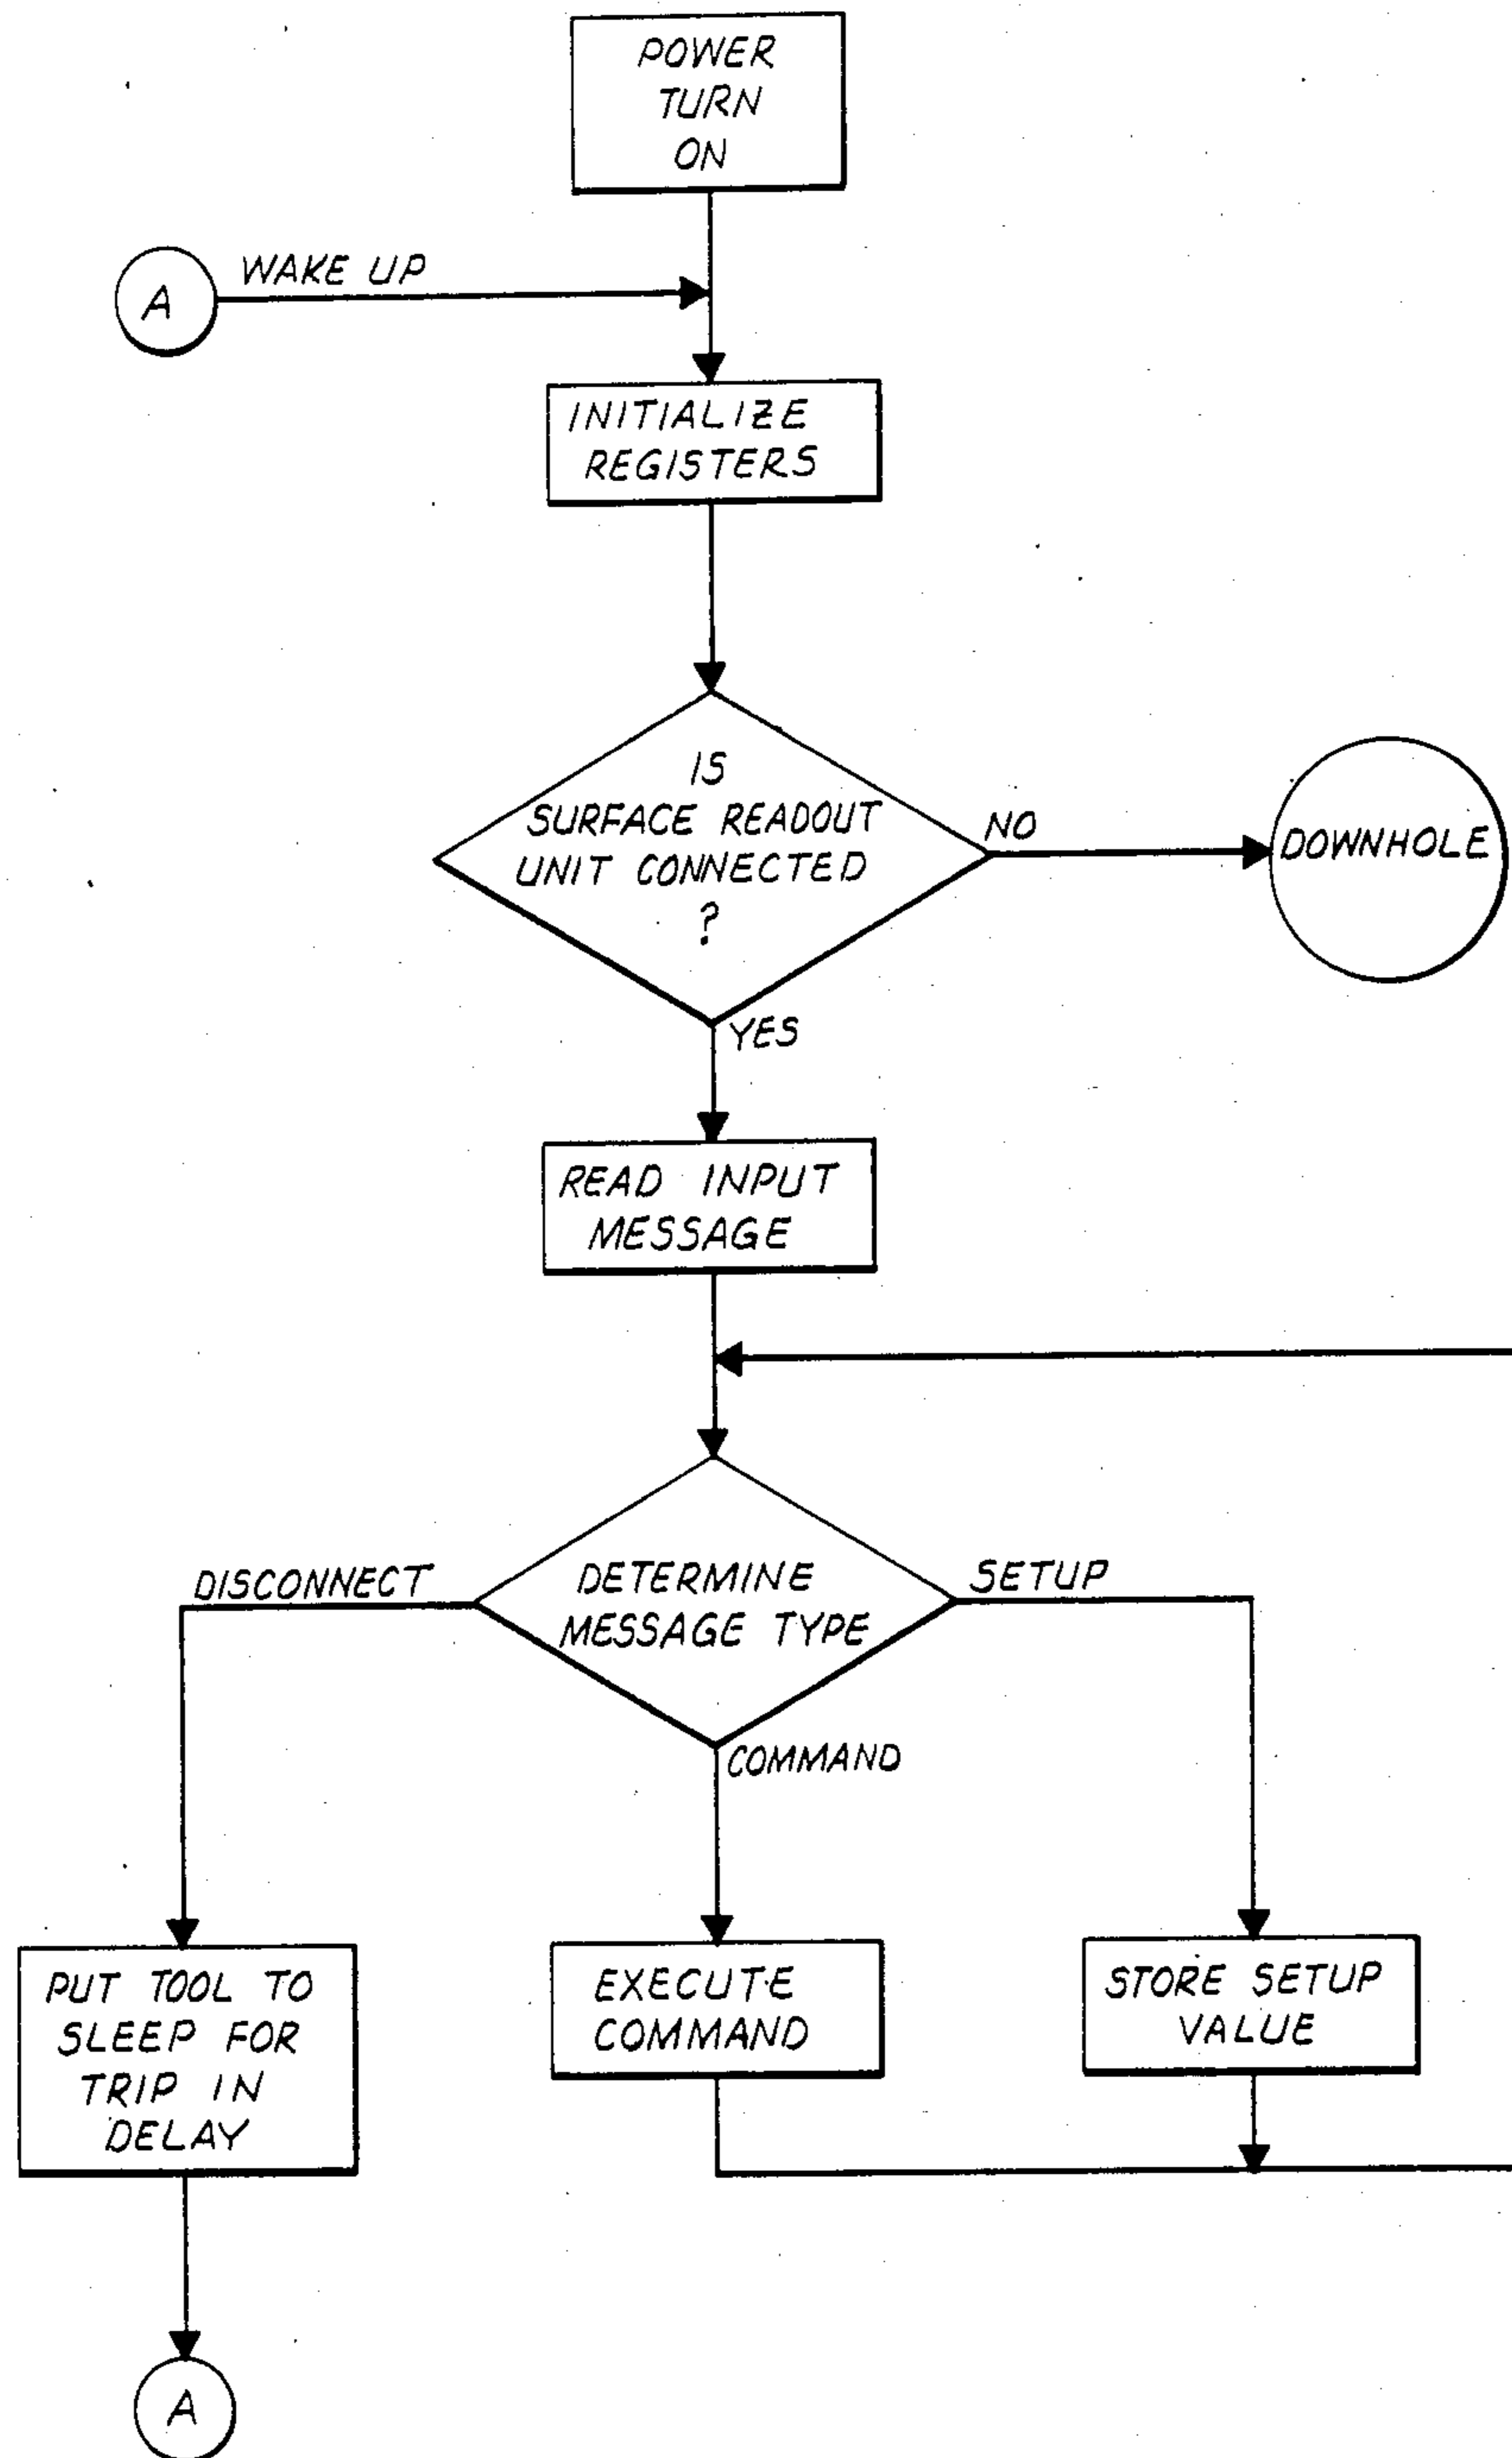 POWER
TURN
ON
A
WAKE UP
INITIALIZE
REGISTERS
IS
SURFACE READOUT
UNIT CONNECTED
?
NO
DOWNHOLE
YES
READ INPUT
MESSAGE
DISCONNECT
DETERMINE
MESSAGE TYPE
SETUP
COMMAND
PUT TOOL TO
SLEEP FOR
TRIP IN
DELAY
EXECUTE
COMMAND
STORE SETUP
VALUE
A